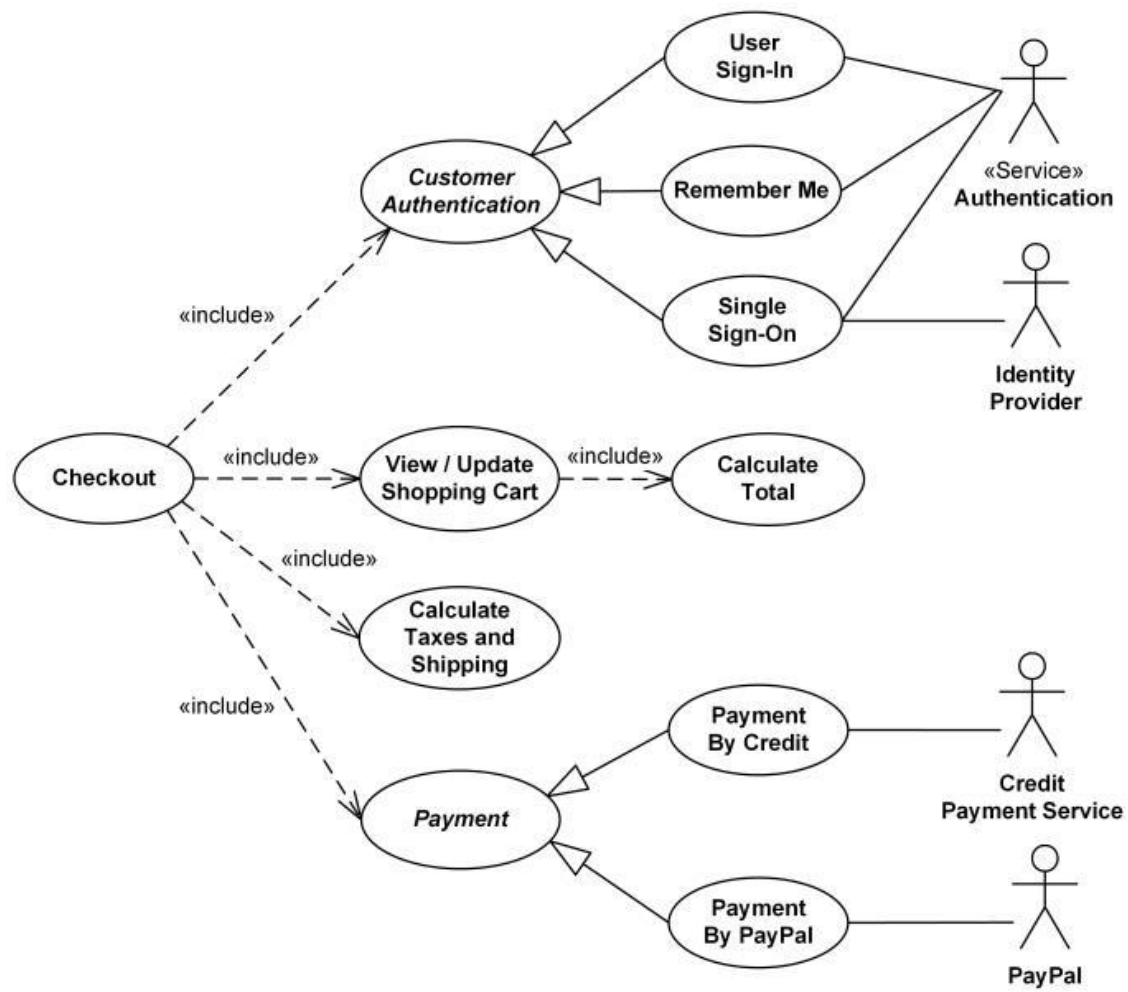 User
Sign-In
Customer
Authentication
Remember Me
«Service»
Authentication
Single
Sign-On
Identity
Provider
«include»
Checkout
«include»
View / Update
Shopping Cart
«include»
Calculate
Total
«include»
Calculate
Taxes and
Shipping
«include»
Payment
Payment
By Credit
Credit
Payment Service
Payment
By PayPal
PayPal